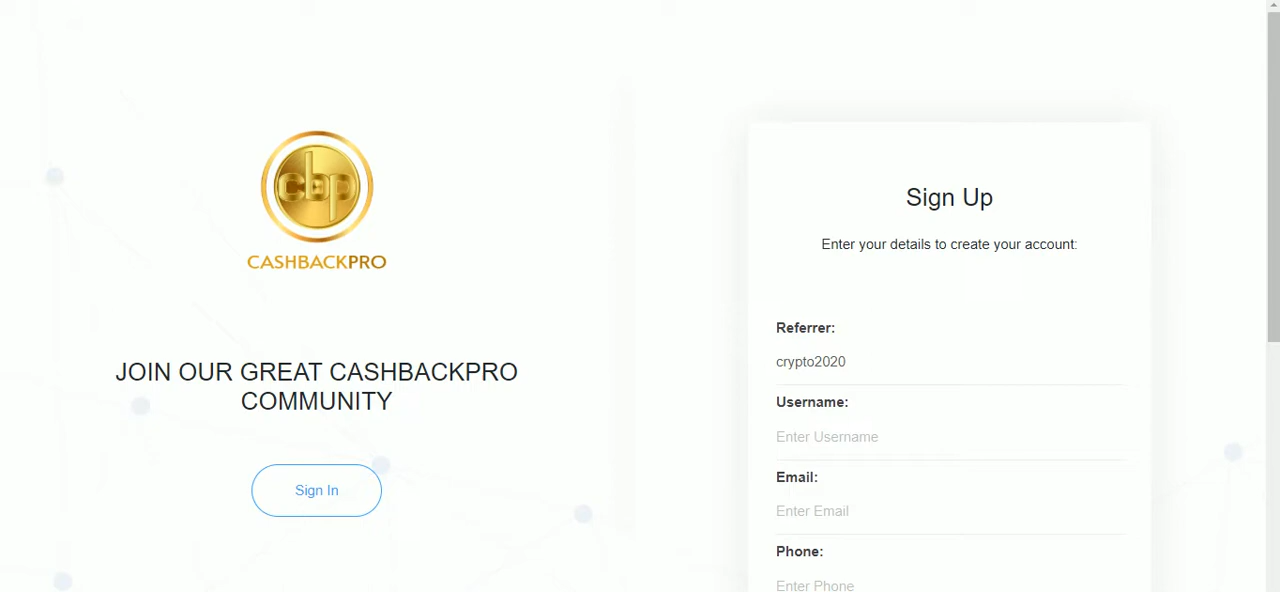 cbp
CASHBACKPRO
JOIN OUR GREAT CASHBACKPRO
COMMUNITY
Sign In
Sign Up
Enter your details to create your account:
Referrer:
crypto2020
Username:
Enter Username
Email:
Enter Email
Phone:
Enter Phone